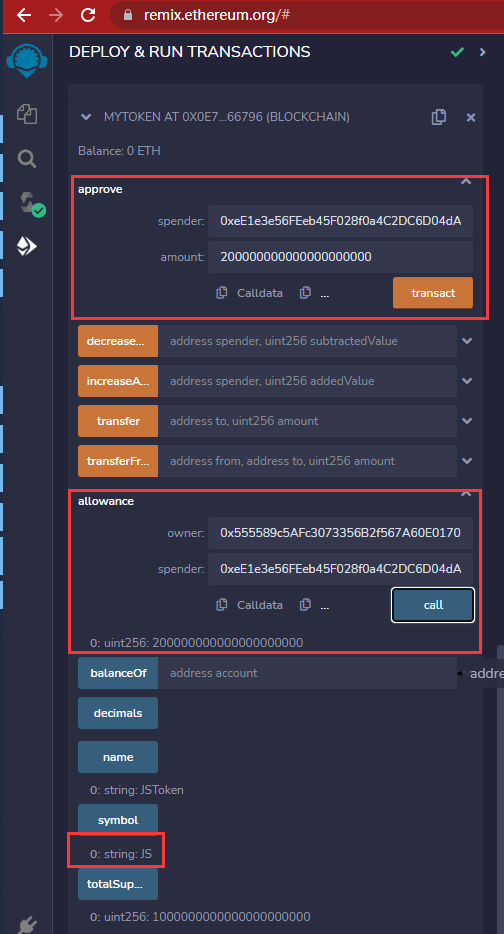 remix.ethereum.org/#
DEPLOY & RUN TRANSACTIONS
MYTOKEN AT 0X0E7...66796 (BLOCKCHAIN)
Balance: 0 ETH
approve
spender: 0xeE1e3e56FEeb45F028f0a4C2DC6D04dA
amount: 200000000000000000000
Calldata ... transact
decrease... address spender, uint256 subtractedValue
increaseA... address spender, uint256 addedValue
transfer address to, uint256 amount
transferFr... address from, address to, uint256 amount
allowance
owner: 0x555589c5AFc3073356B2f567A60E0170
spender: 0xeE1e3e56FEeb45F028f0a4C2DC6D04dA
Calldata ... call
0: uint256: 200000000000000000000
balanceOf address account addre
decimals
name
0: string: JSToken
symbol
0: string: JS
totalSup...
0: uint256: 1000000000000000000000